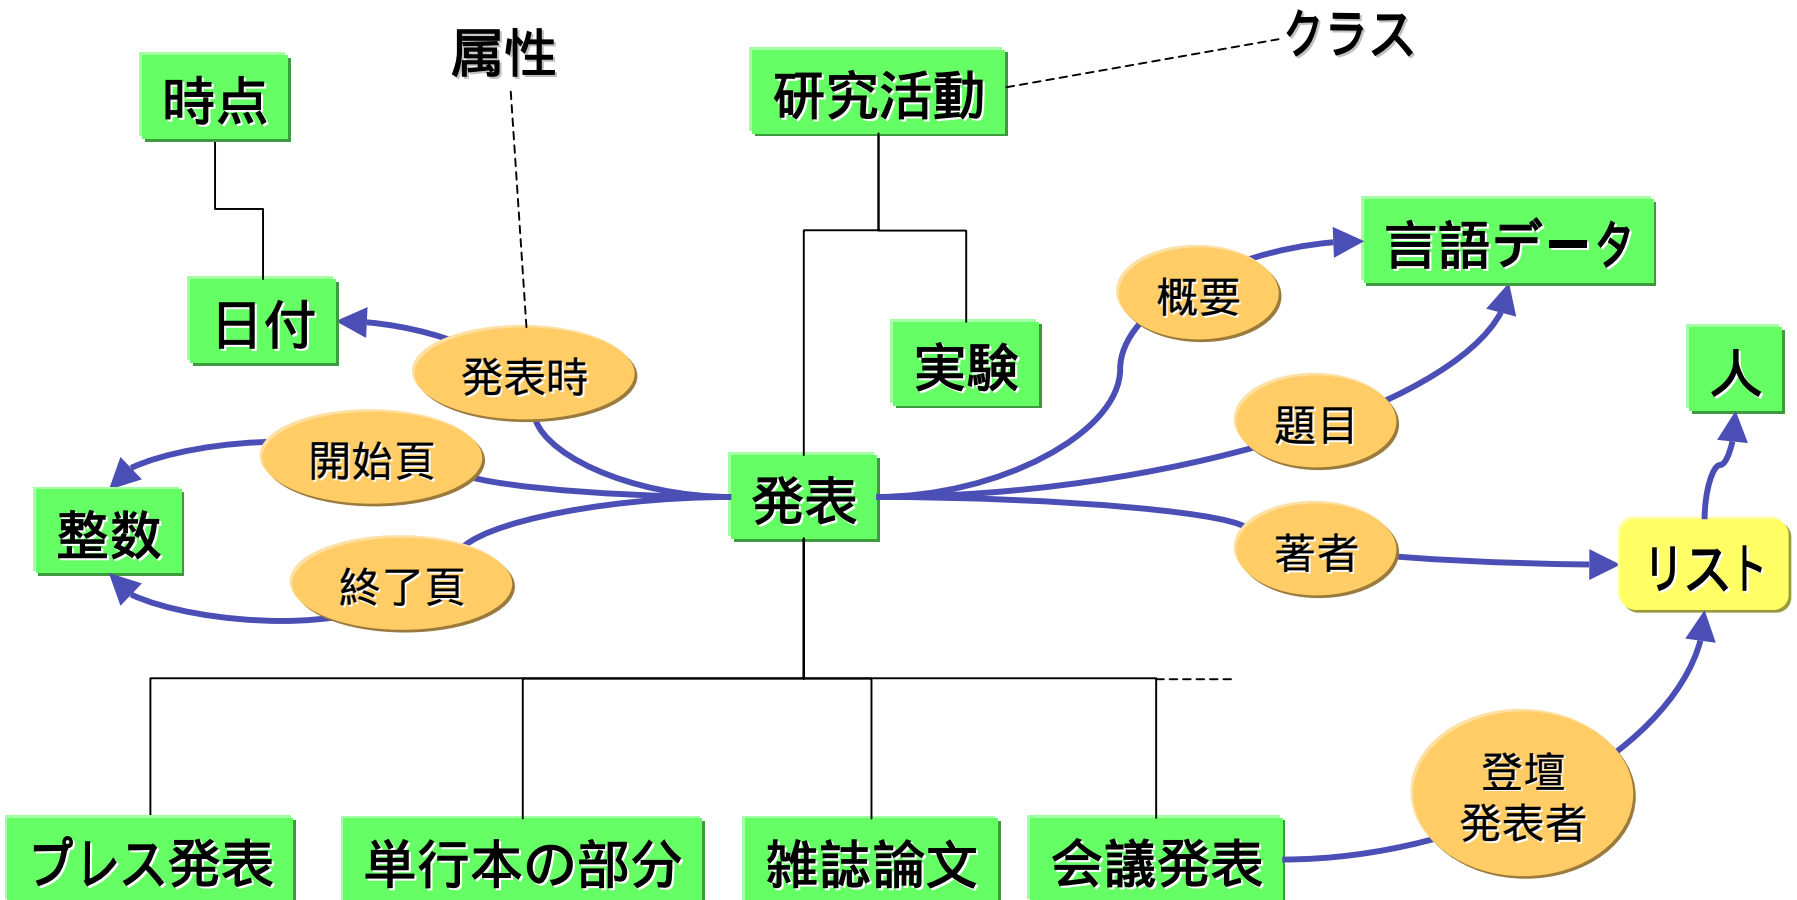 クラス
属性
時点
研究活動
言語データ
概要
日付
発表時
実験
人
題目
開始頁
発表
整数
著者
リスト
終了頁
登壇
発表者
プレス発表
単行本の部分
雑誌論文
会議発表